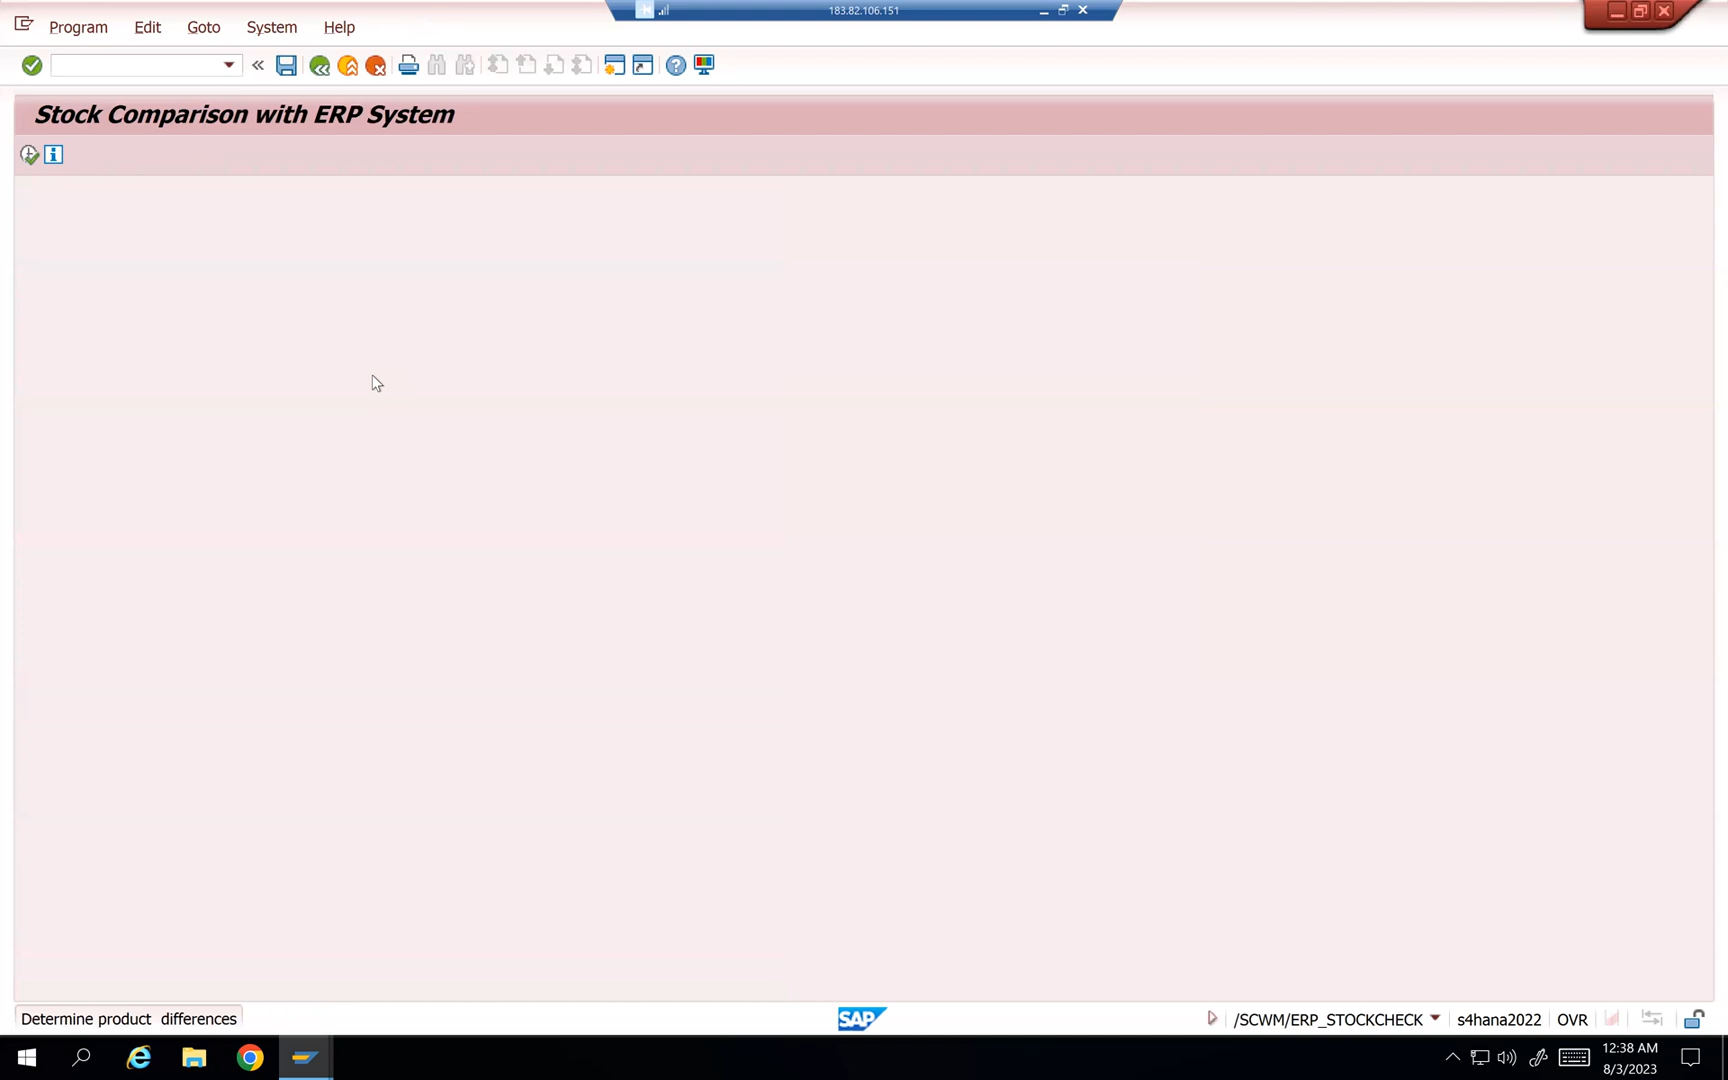 183.82.106.151
Program Edit Goto System Help
Stock Comparison with ERP System
Determine product differences
SAP
/SCWM/ERP_STOCKCHECK
s4hana2022
OVR
12:38 AM
8/3/2023